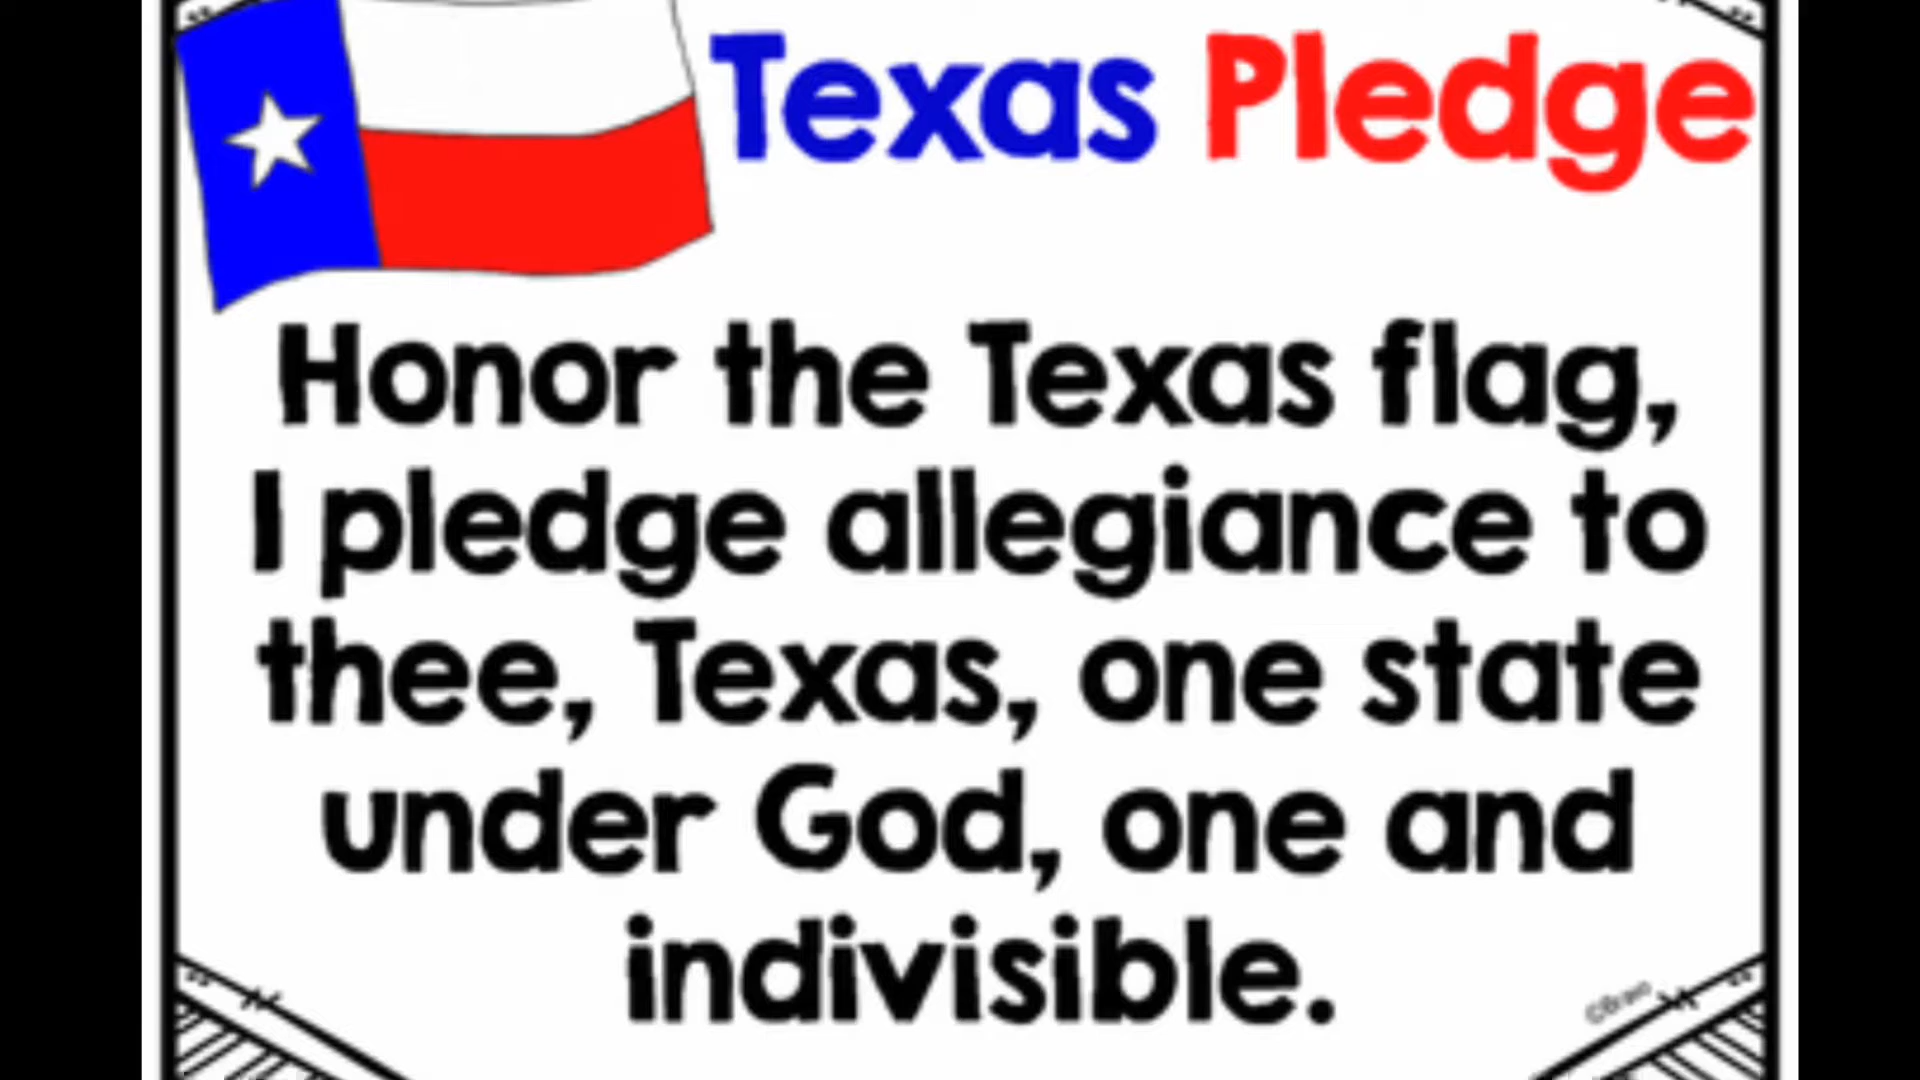 Texas Pledge
Honor the Texas flag,
I pledge allegiance to
thee, Texas, one state
under God, one and
indivisible.